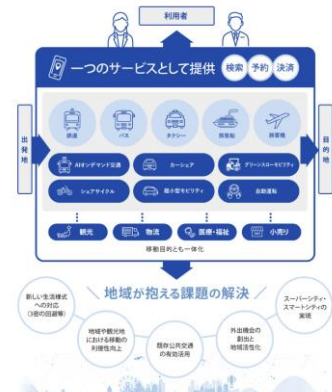 利用者
一つのサービスとして提供
検索
予約
決済
出発地
目的地
鉄道
バス
タクシー
旅客船
旅客機
AIオンデマンド交通
カーシェア
グリーンスローモビリティ
シェアサイクル
超小型モビリティ
自動運転
観光
物流
医療・福祉
小売り
移動目的とも一体化
地域が抱える課題の解決
新しい生活様式
への対応
(3密の回避等)
地域や観光地
における移動の
利便性向上
既存公共交通
の有効活用
外出機会の
創出と
地域活性化
スーパーシティ・
スマートシティの
実現